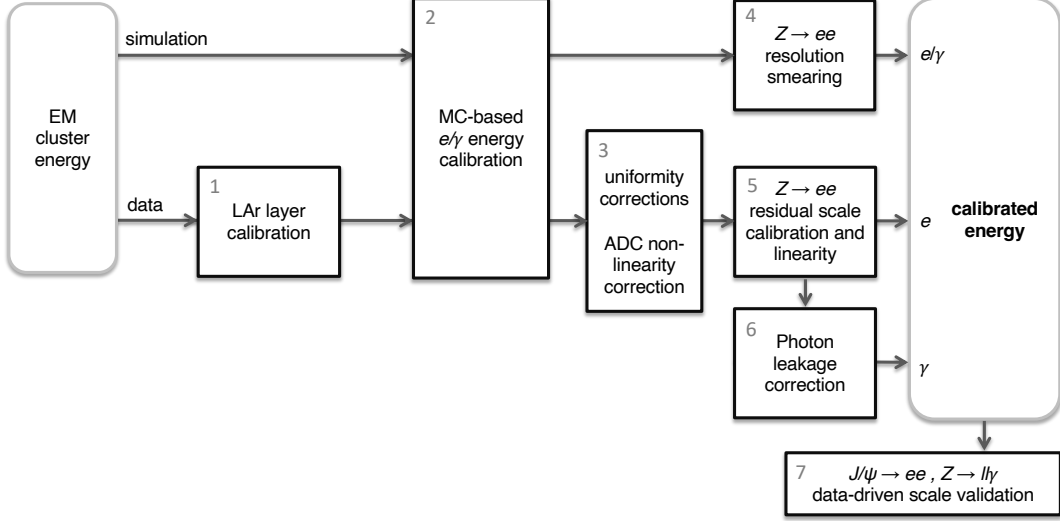 EM
cluster
energy
simulation
data
1
LAr layer
calibration
2
MC-based
e/γ energy
calibration
3
uniformity
corrections
ADC non-
linearity
correction
4
Z → ee
resolution
smearing
5
Z → ee
residual scale
calibration and
linearity
6
Photon
leakage
correction
e/γ
e
γ
calibrated
energy
7
J/ψ → ee , Z → llγ
data-driven scale validation